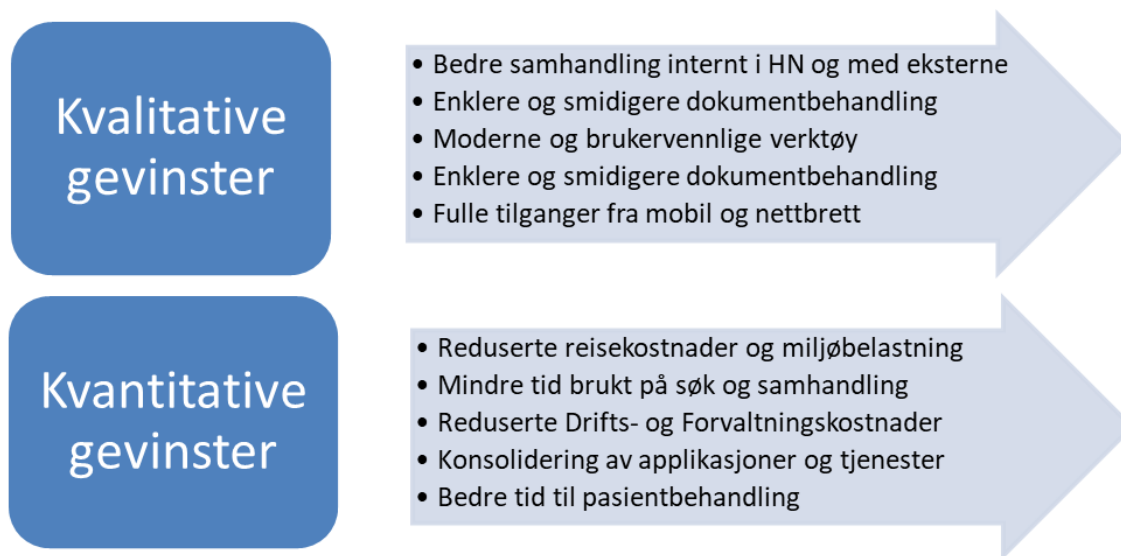 Kvalitative
gevinster
• Bedre samhandling internt i HN og med eksterne
• Enklere og smidigere dokumentbehandling
• Moderne og brukervennlige verktøy
• Enklere og smidigere dokumentbehandling
• Fulle tilganger fra mobil og nettbrett
Kvantitative
gevinster
• Reduserte reisekostnader og miljøbelastning
• Mindre tid brukt på søk og samhandling
• Reduserte Drifts- og Forvaltningskostnader
• Konsolidering av applikasjoner og tjenester
• Bedre tid til pasientbehandling